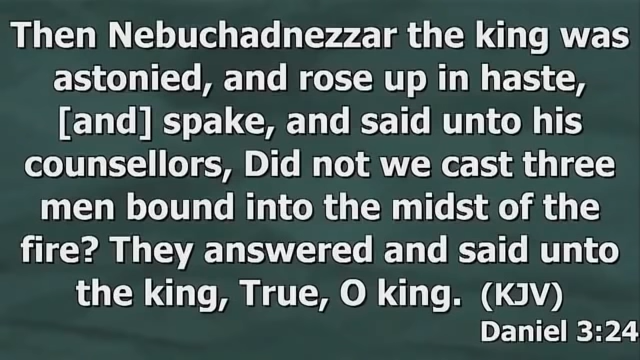 Then Nebuchadnezzar the king was
astonied, and rose up in haste,
[and] spake, and said unto his
counsellors, Did not we cast three
men bound into the midst of the
fire? They answered and said unto
the king, True, O king. (KJV)
Daniel 3:24